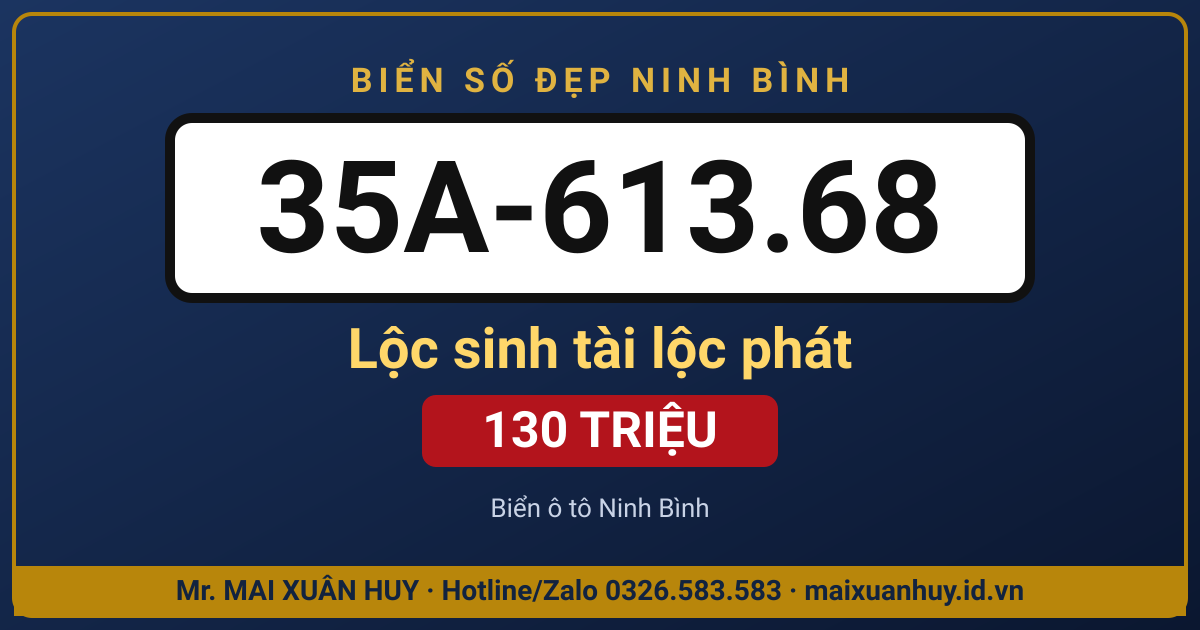 BIỂN SỐ ĐẸP NINH BÌNH
35A-613.68
Lộc sinh tài lộc phát
130 TRIỆU
Biển ô tô Ninh Bình
Mr. MAI XUÂN HUY · Hotline/Zalo 0326.583.583 · maixuanhuy.id.vn